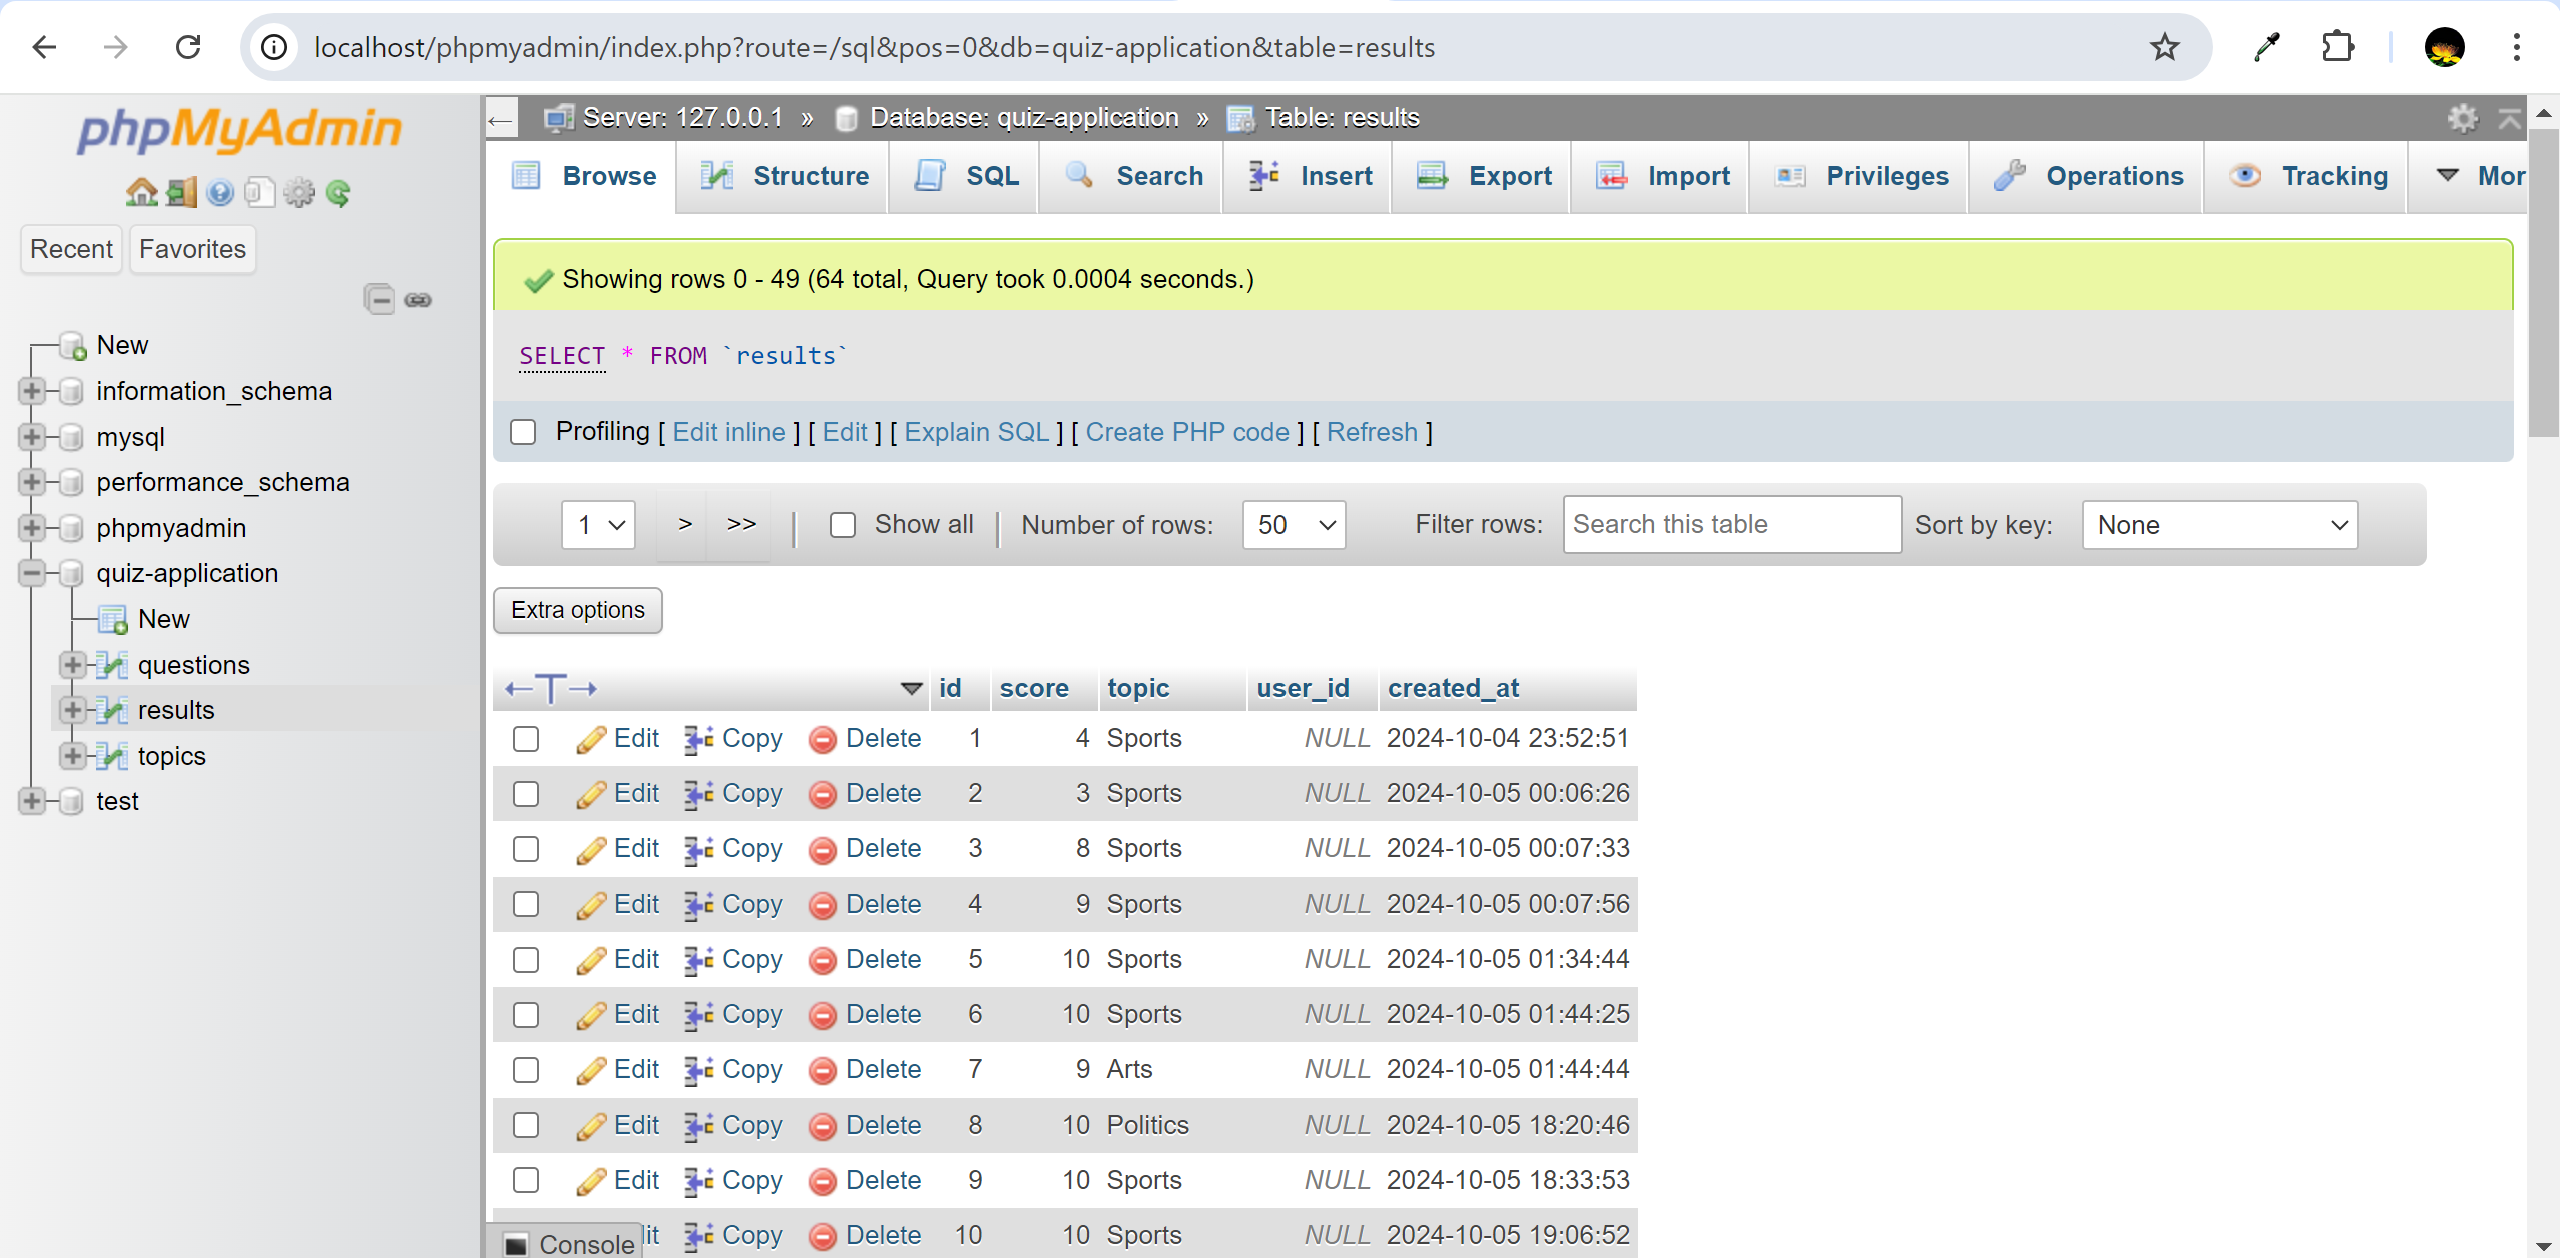 localhost/phpmyadmin/index.php?route=/sql&pos=0&db=quiz-application&table=results
phpMyAdmin
Recent Favorites
New
information_schema
mysql
performance_schema
phpmyadmin
quiz-application
New
questions
results
topics
test
Server: 127.0.0.1 » Database: quiz-application » Table: results
Browse Structure SQL Search Insert Export Import Privileges Operations Tracking Mor
Showing rows 0 - 49 (64 total, Query took 0.0004 seconds.)
SELECT * FROM `results`
Profiling [ Edit inline ] [ Edit ] [ Explain SQL ] [ Create PHP code ] [ Refresh ]
1 > >> | Show all | Number of rows: 50 Filter rows: Search this table Sort by key: None
Extra options
←T→ id score topic user_id created_at
Edit Copy Delete 1 4 Sports NULL 2024-10-04 23:52:51
Edit Copy Delete 2 3 Sports NULL 2024-10-05 00:06:26
Edit Copy Delete 3 8 Sports NULL 2024-10-05 00:07:33
Edit Copy Delete 4 9 Sports NULL 2024-10-05 00:07:56
Edit Copy Delete 5 10 Sports NULL 2024-10-05 01:34:44
Edit Copy Delete 6 10 Sports NULL 2024-10-05 01:44:25
Edit Copy Delete 7 9 Arts NULL 2024-10-05 01:44:44
Edit Copy Delete 8 10 Politics NULL 2024-10-05 18:20:46
Edit Copy Delete 9 10 Sports NULL 2024-10-05 18:33:53
it Copy Delete 10 10 Sports NULL 2024-10-05 19:06:52
Console